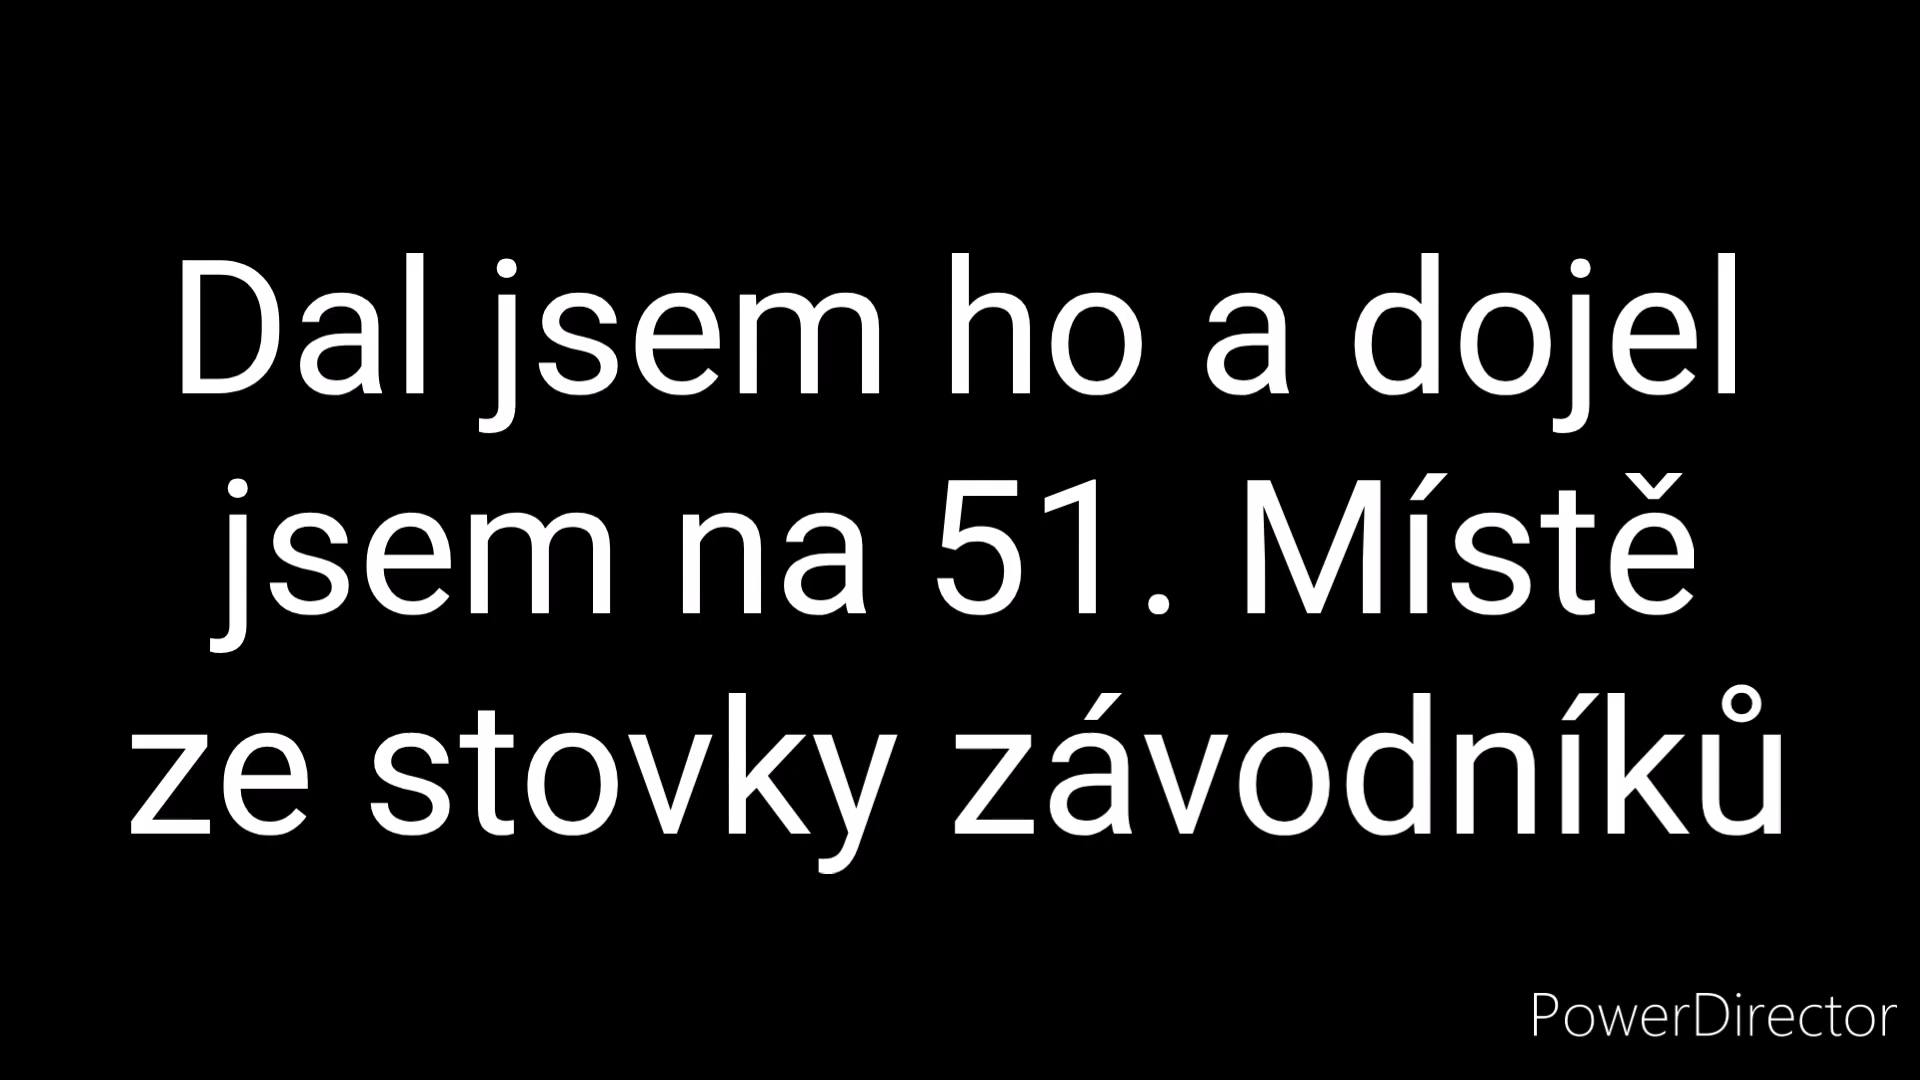 Dal jsem ho a dojel
jsem na 51. Místě
ze stovky závodníků
PowerDirector